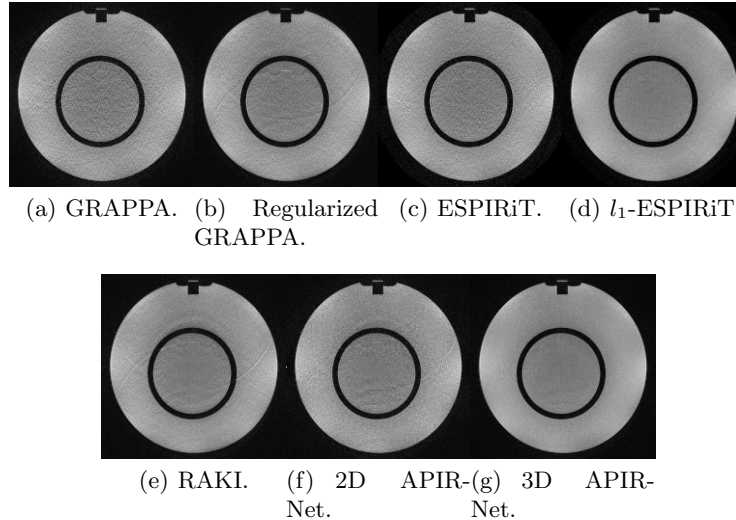 (a) GRAPPA. (b) Regularized (c) ESPIRiT. (d) l₁-ESPIRiT
GRAPPA.
(e) RAKI. (f) 2D APIR-(g) 3D APIR-
Net. Net.